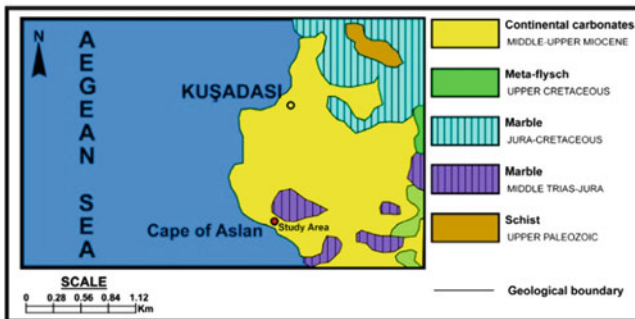 N
AEGEAN SEA
KUŞADASI
Cape of Aslan
Study Area
SCALE
0 0.28 0.56 0.84 1.12
Km
Continental carbonates
MIDDLE-UPPER MIOCENE
Meta-flysch
UPPER CRETACEOUS
Marble
JURA-CRETACEOUS
Marble
MIDDLE TRIAS-JURA
Schist
UPPER PALEOZOIC
Geological boundary